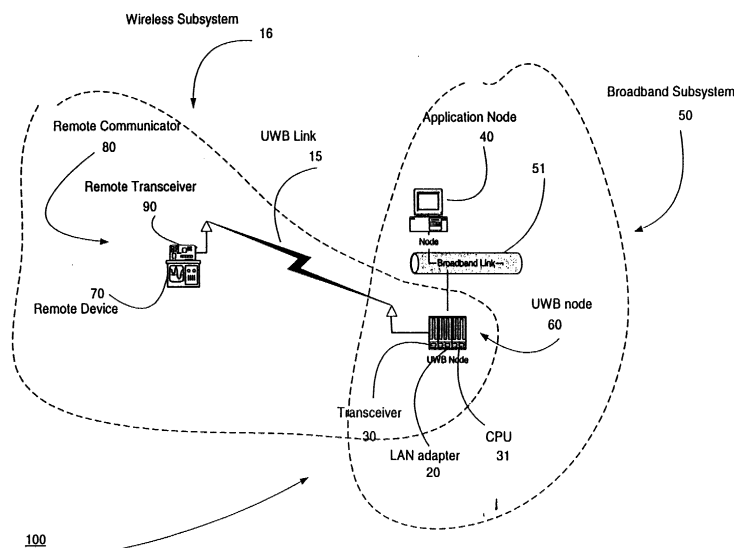 Wireless Subsystem
16
Broadband Subsystem
50
Remote Communicator
80
UWB Link
15
Application Node
40
51
Remote Transceiver
90
Node
Broadband Link
70
Remote Device
UWB node
60
UWB Node
Transceiver
30
CPU
31
LAN adapter
20
100